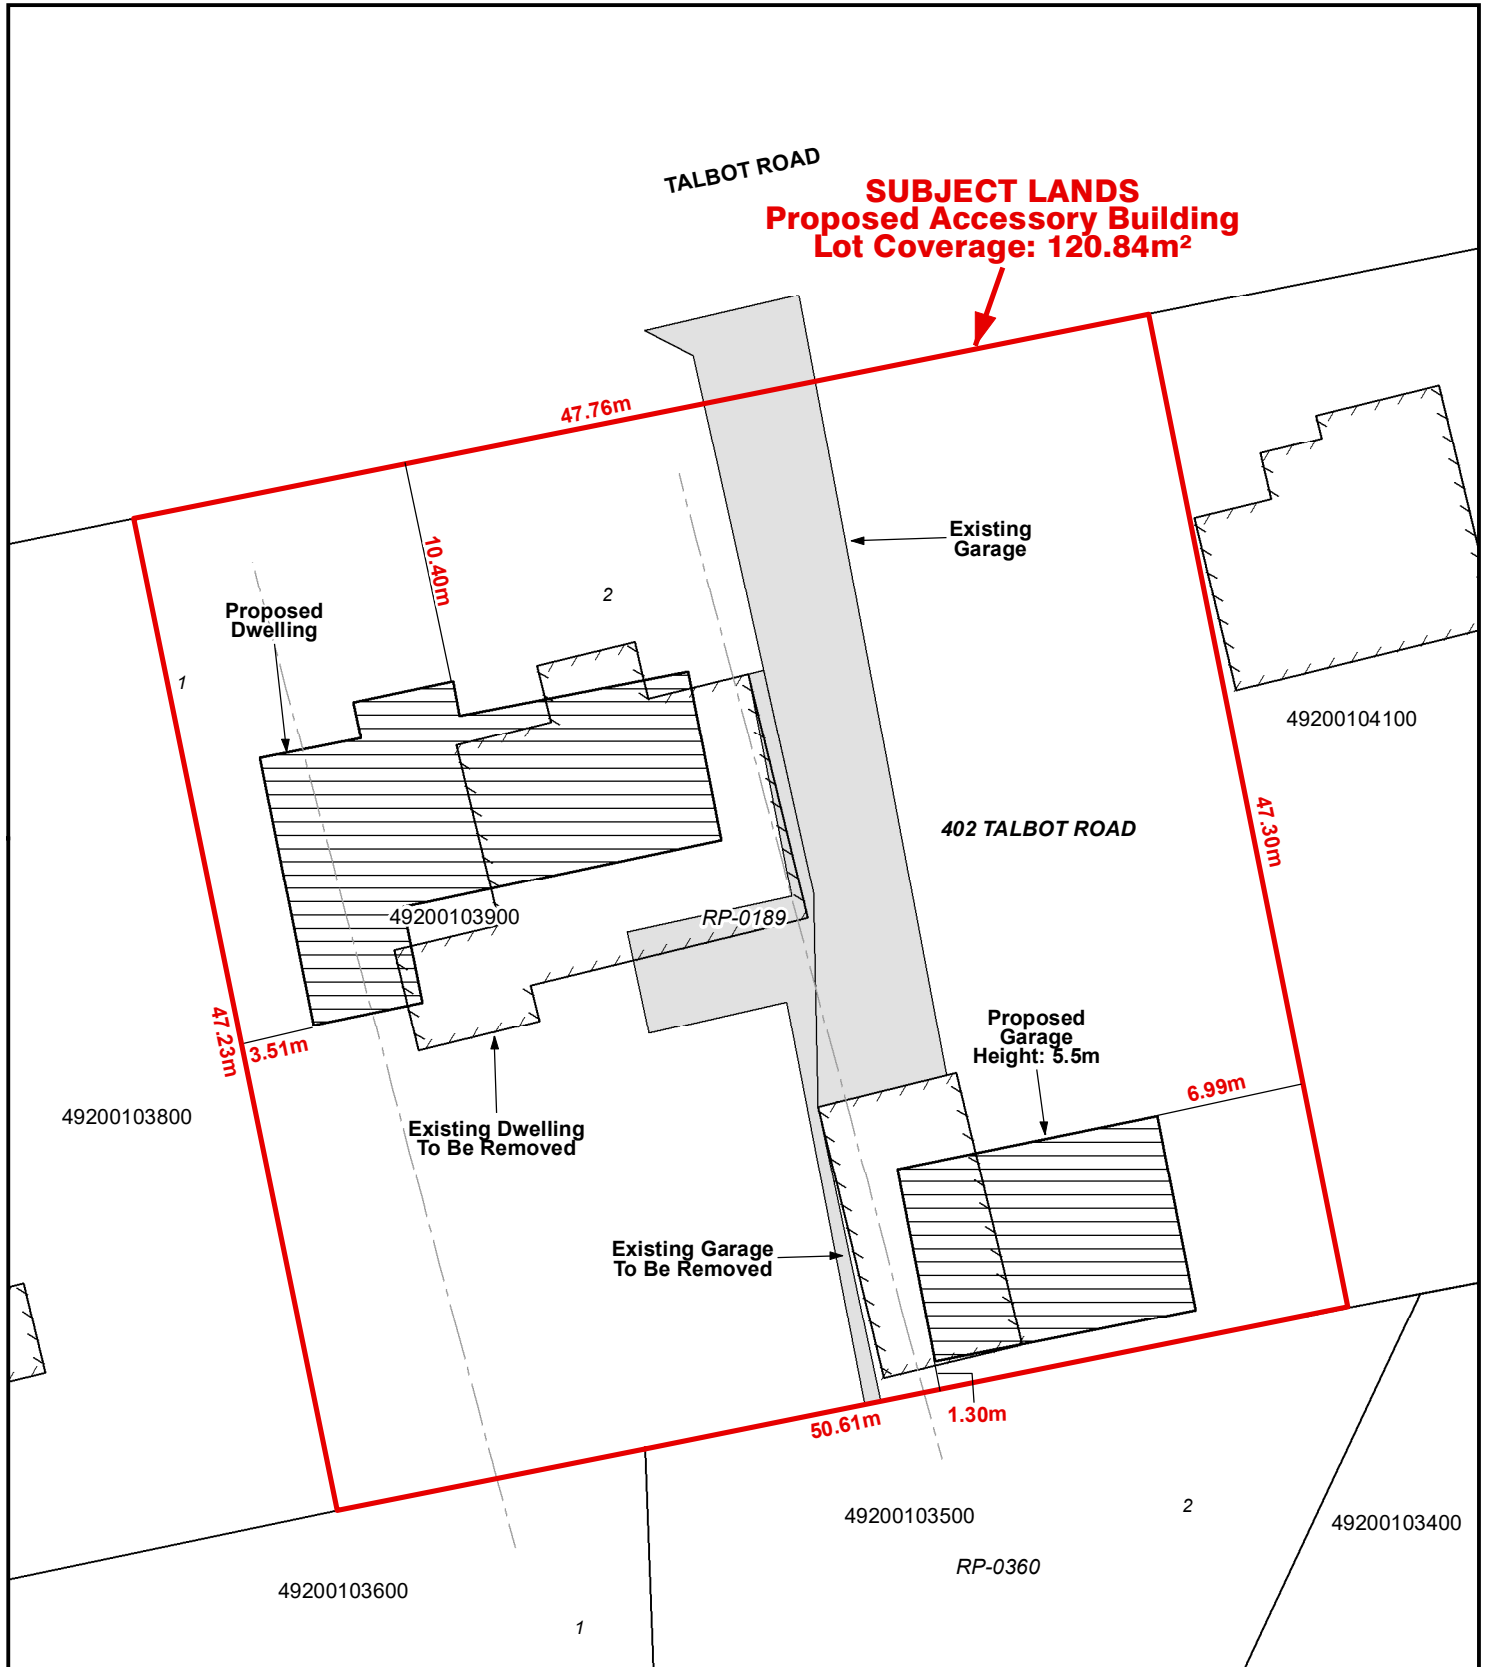 TALBOT ROAD
SUBJECT LANDS
Proposed Accessory Building
Lot Coverage: 120.84m²
47.76m
10.40m
Existing
Garage
2
Proposed
Dwelling
1
49200104100
47.30m
402 TALBOT ROAD
49200103900
RP-0189
47.23m
3.51m
Proposed
Garage
Height: 5.5m
6.99m
49200103800
Existing Dwelling
To Be Removed
Existing Garage
To Be Removed
50.61m
1.30m
49200103500
2
49200103400
RP-0360
49200103600
1